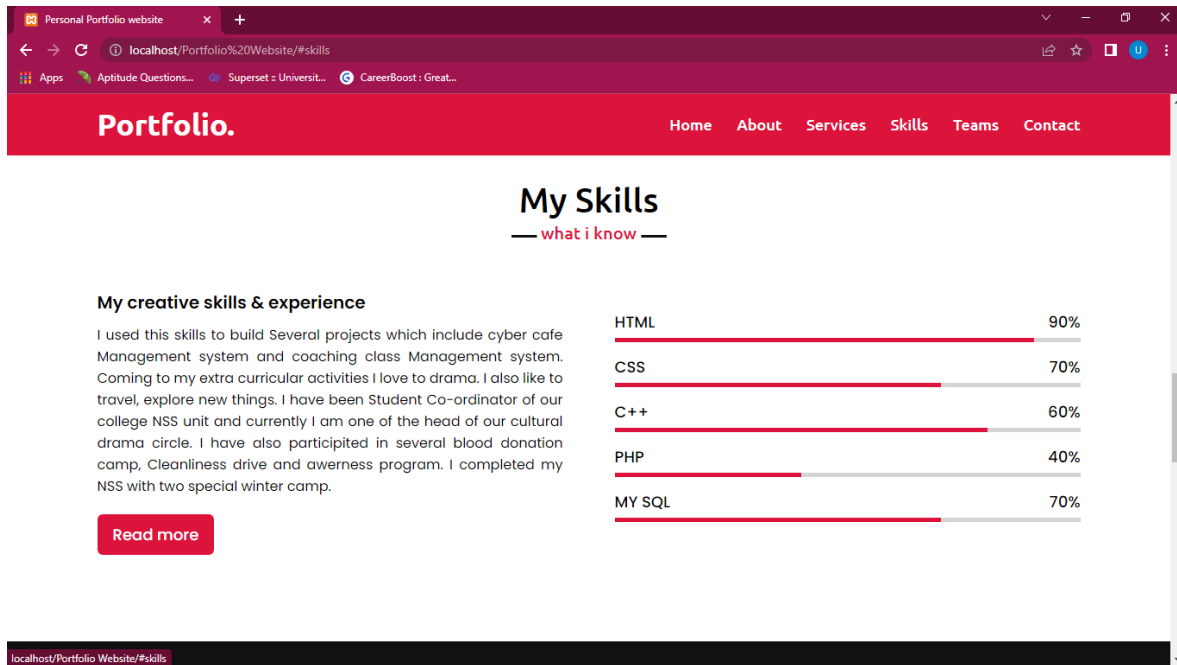 Personal Portfolio website
localhost/Portfolio%20Website/#skills
U
Apps
Aptitude Questions...
Superset :: Universit...
CareerBoost : Great...
Portfolio.
Home About Services Skills Teams Contact
My Skills
what i know
My creative skills & experience
I used this skills to build Several projects which include cyber cafe
Management system and coaching class Management system.
Coming to my extra curricular activities I love to drama. I also like to
travel, explore new things. I have been Student Co-ordinator of our
college NSS unit and currently I am one of the head of our cultural
drama circle. I have also participited in several blood donation
camp, Cleanliness drive and awerness program. I completed my
NSS with two special winter camp.
Read more
HTML 90%
CSS 70%
C++ 60%
PHP 40%
MY SQL 70%
localhost/Portfolio Website/#skills